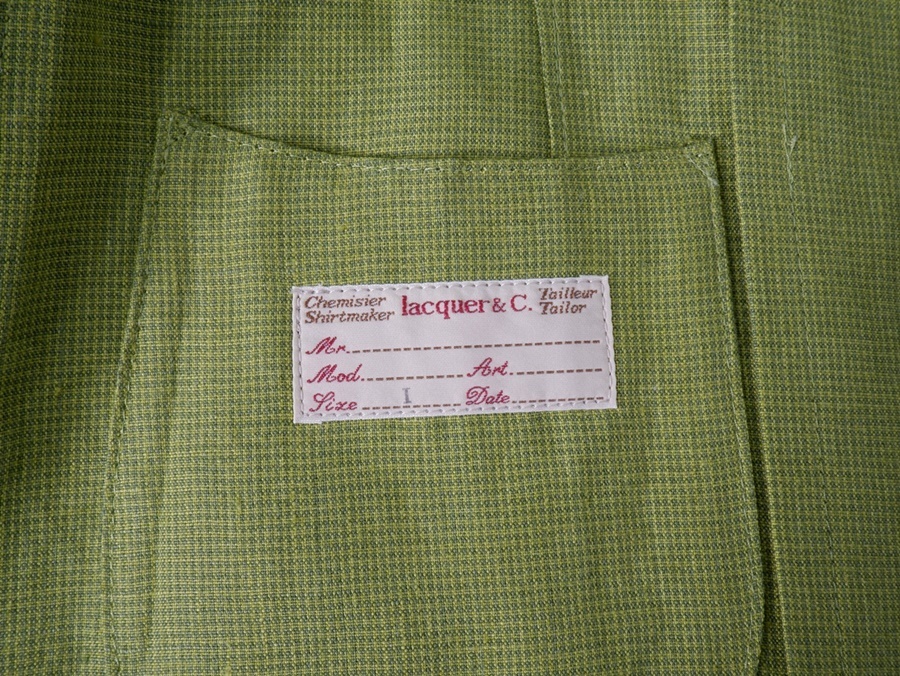 Chemisier lacquer & C. Tailleur
Shirtmaker Tailor
Mr.
Mod. Art.
Size I Date